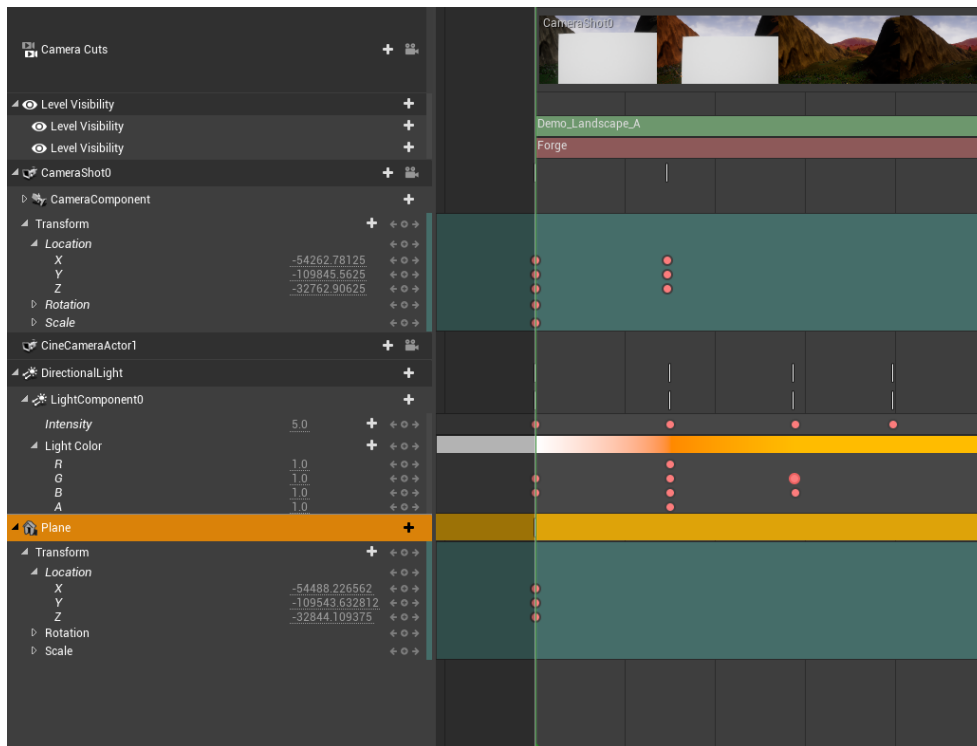 CameraShot0
Camera Cuts
Level Visibility
Level Visibility
Demo_Landscape_A
Level Visibility
Forge
CameraShot0
CameraComponent
Transform
Location
X -54262.78125
Y -109845.5625
Z -32762.90625
Rotation
Scale
CineCameraActor1
DirectionalLight
LightComponent0
Intensity 5.0
Light Color
R 1.0
G 1.0
B 1.0
A 1.0
Plane
Transform
Location
X -54488.226562
Y -109543.632812
Z -32844.109375
Rotation
Scale